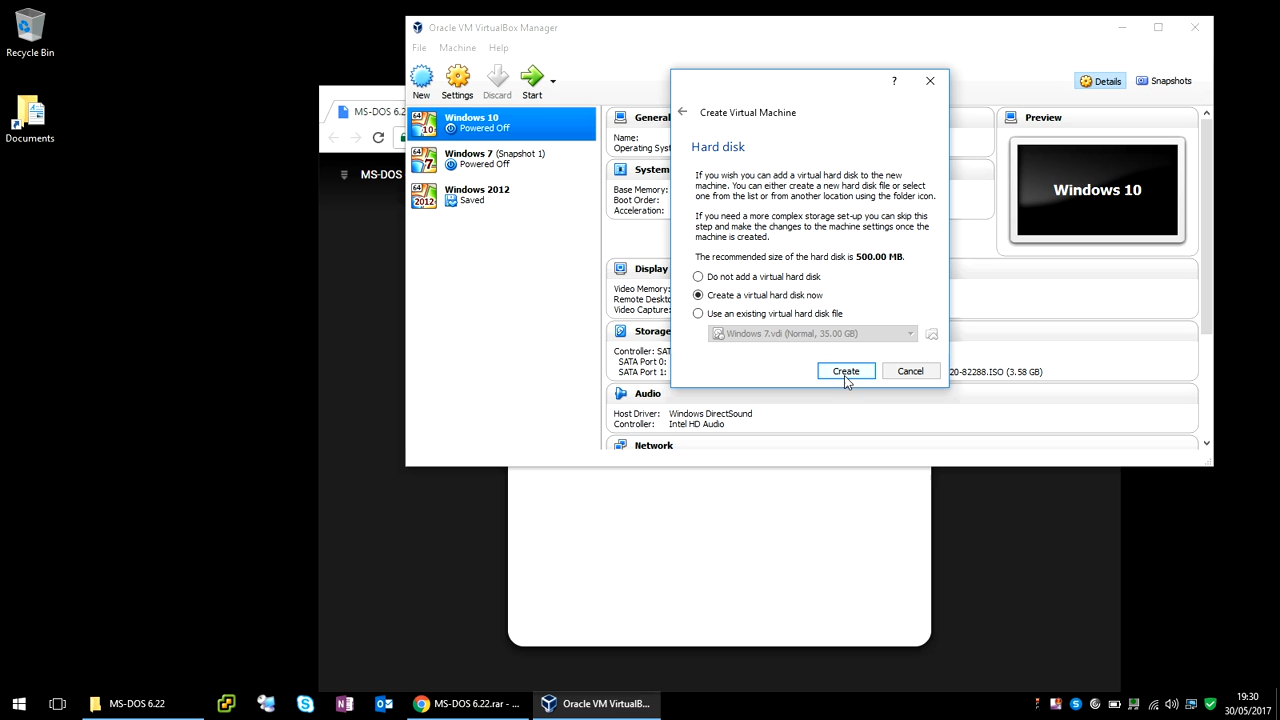 Recycle Bin
Documents
Oracle VM VirtualBox Manager
File Machine Help
New Settings Discard Start
Details Snapshots
64 10 Windows 10
Powered Off
64 7 Windows 7 (Snapshot 1)
Powered Off
64 2012 Windows 2012
Saved
MS-DOS 6.2
MS-DOS
General
Name:
Operating Syst
System
Base Memory:
Boot Order:
Acceleration:
Display
Video Memory:
Remote Deskto
Video Capture:
Storage
Controller: SAT
SATA Port 0:
SATA Port 1:
20-82288.ISO (3.58 GB)
Audio
Host Driver: Windows DirectSound
Controller: Intel HD Audio
Network
Preview
Windows 10
?
Create Virtual Machine
Hard disk
If you wish you can add a virtual hard disk to the new
machine. You can either create a new hard disk file or select
one from the list or from another location using the folder icon.
If you need a more complex storage set-up you can skip this
step and make the changes to the machine settings once the
machine is created.
The recommended size of the hard disk is 500.00 MB.
Do not add a virtual hard disk
Create a virtual hard disk now
Use an existing virtual hard disk file
Windows 7.vdi (Normal, 35.00 GB)
Create Cancel
MS-DOS 6.22
MS-DOS 6.22.rar - ...
Oracle VM VirtualB...
19:30
30/05/2017